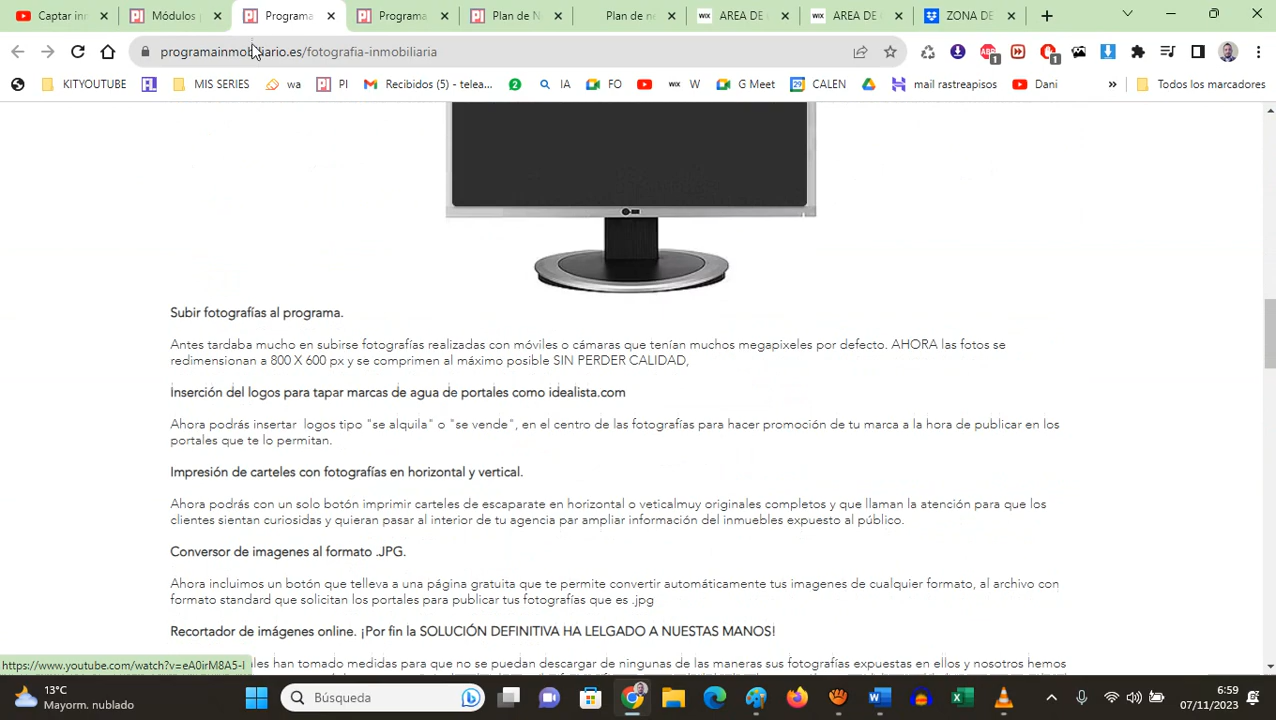 Captar inr
Módulos
Programa
Programa
Plan de N
Plan de ne
WIX
AREA DE
WIX
AREA DE
ZONA DE
programainmobiliario.es/fotografia-inmobiliaria
1
1
KITYOUTUBE
MIS SERIES
wa
PI
Recibidos (5) - telea...
2
IA
FO
WIX
W
G Meet
29
CALEN
mail rastreapisos
Dani
»
Todos los marcadores
Subir fotografías al programa.
Antes tardaba mucho en subirse fotografías realizadas con móviles o cámaras que tenían muchos megapixeles por defecto. AHORA las fotos se
redimensionan a 800 X 600 px y se comprimen al máximo posible SIN PERDER CALIDAD,
Inserción del logos para tapar marcas de agua de portales como idealista.com
Ahora podrás insertar logos tipo "se alquila" o "se vende", en el centro de las fotografías para hacer promoción de tu marca a la hora de publicar en los
portales que te lo permitan.
Impresión de carteles con fotografías en horizontal y vertical.
Ahora podrás con un solo botón imprimir carteles de escaparate en horizontal o veticalmuy originales completos y que llaman la atención para que los
clientes sientan curiosidas y quieran pasar al interior de tu agencia par ampliar información del inmuebles expuesto al público.
Conversor de imagenes al formato .JPG.
Ahora incluimos un botón que telleva a una página gratuita que te permite convertir automáticamente tus imagenes de cualquier formato, al archivo con
formato standard que solicitan los portales para publicar tus fotografías que es .jpg
Recortador de imágenes online. ¡Por fin la SOLUCIÓN DEFINITIVA HA LELGADO A NUESTAS MANOS!
ales han tomado medidas para que no se puedan descargar de ningunas de las maneras sus fotografías expuestas en ellos y nosotros hemos
https://www.youtube.com/watch?v=eA0irM8A5-I
13°C
Mayorm. nublado
Búsqueda
6:59
07/11/2023